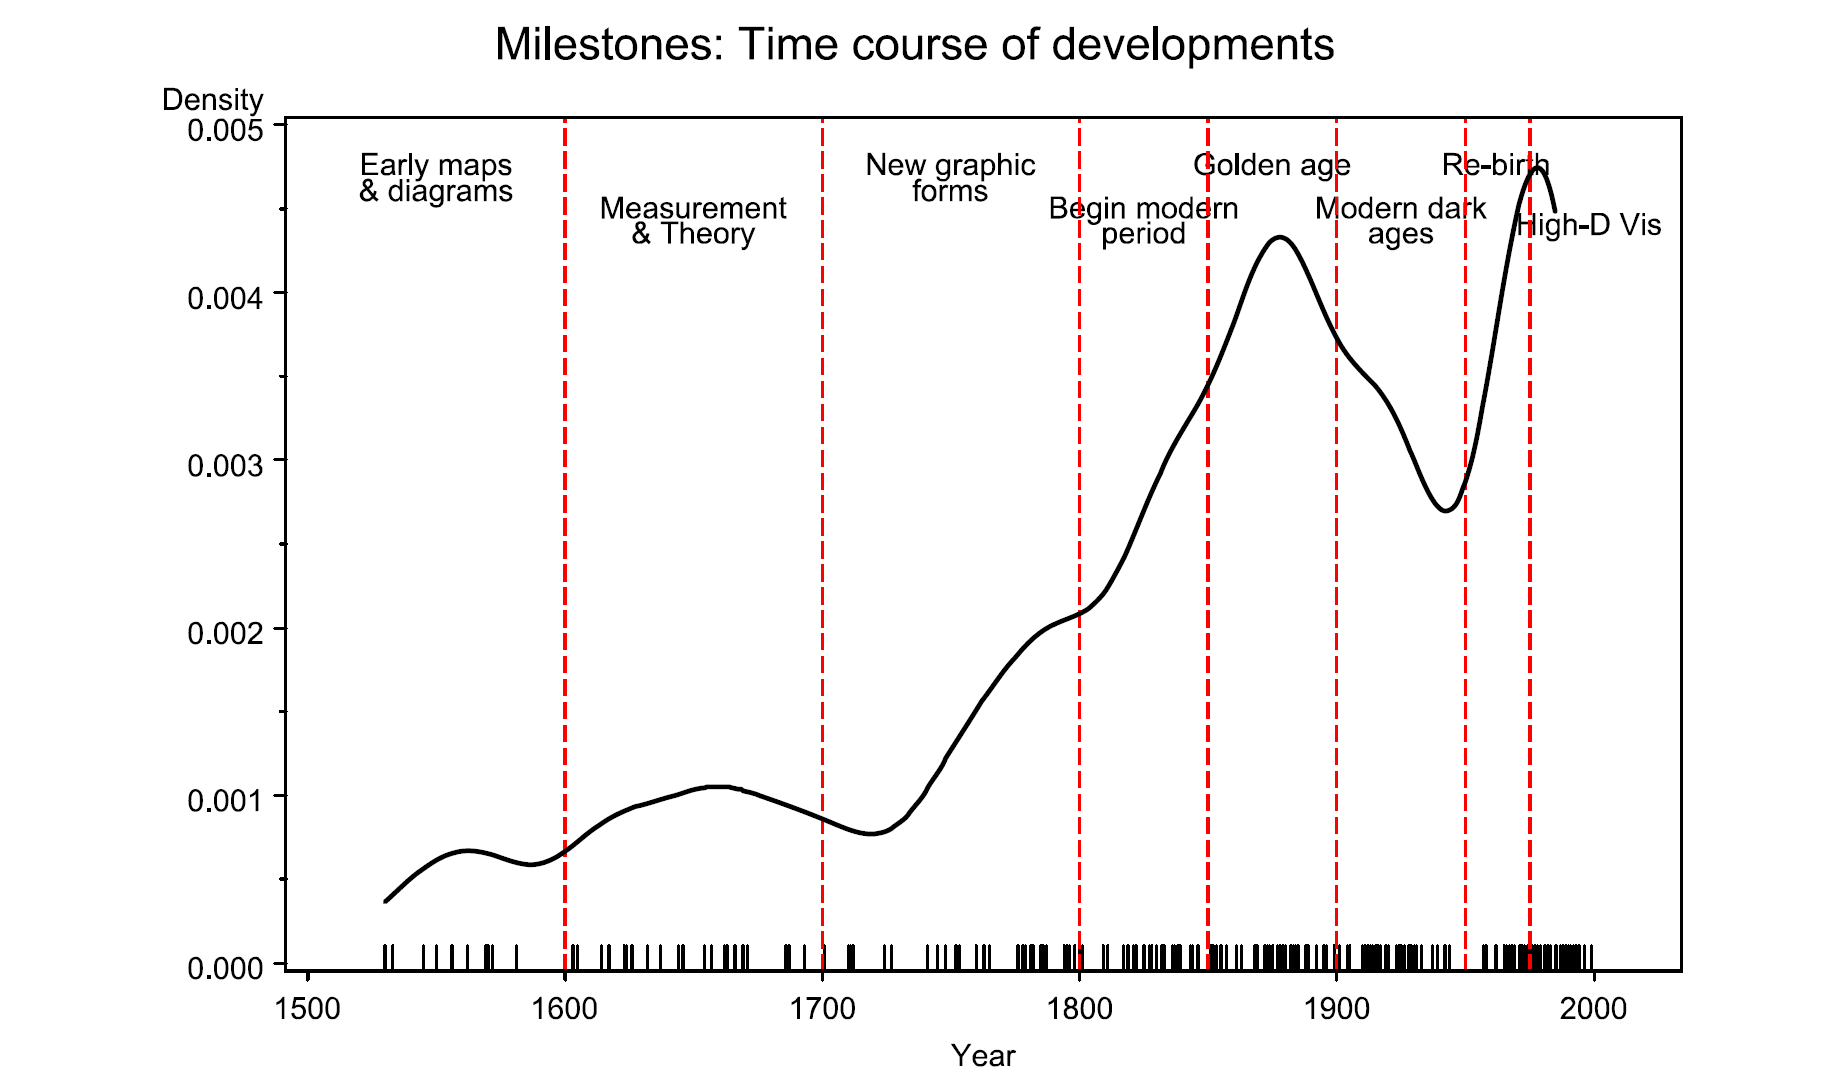 Milestones: Time course of developments
Density
0.005
0.004
0.003
0.002
0.001
0.000
Early maps
& diagrams
Measurement
& Theory
New graphic
forms
Begin modern
period
Golden age
Modern dark
ages
Re-birth
High-D Vis
1500 1600 1700 1800 1900 2000
Year